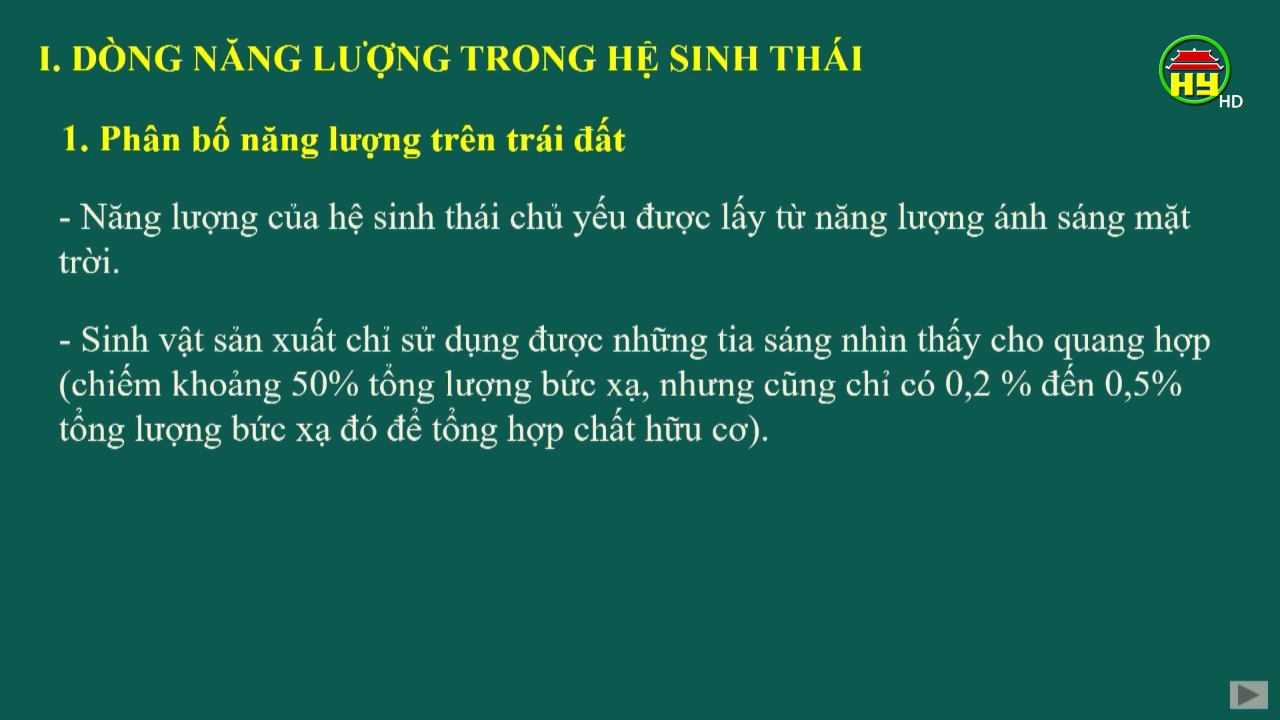 I. DÒNG NĂNG LƯỢNG TRONG HỆ SINH THÁI
HY
HD
1. Phân bố năng lượng trên trái đất
- Năng lượng của hệ sinh thái chủ yếu được lấy từ năng lượng ánh sáng mặt
trời.
- Sinh vật sản xuất chỉ sử dụng được những tia sáng nhìn thấy cho quang hợp
(chiếm khoảng 50% tổng lượng bức xạ, nhưng cũng chỉ có 0,2 % đến 0,5%
tổng lượng bức xạ đó để tổng hợp chất hữu cơ).